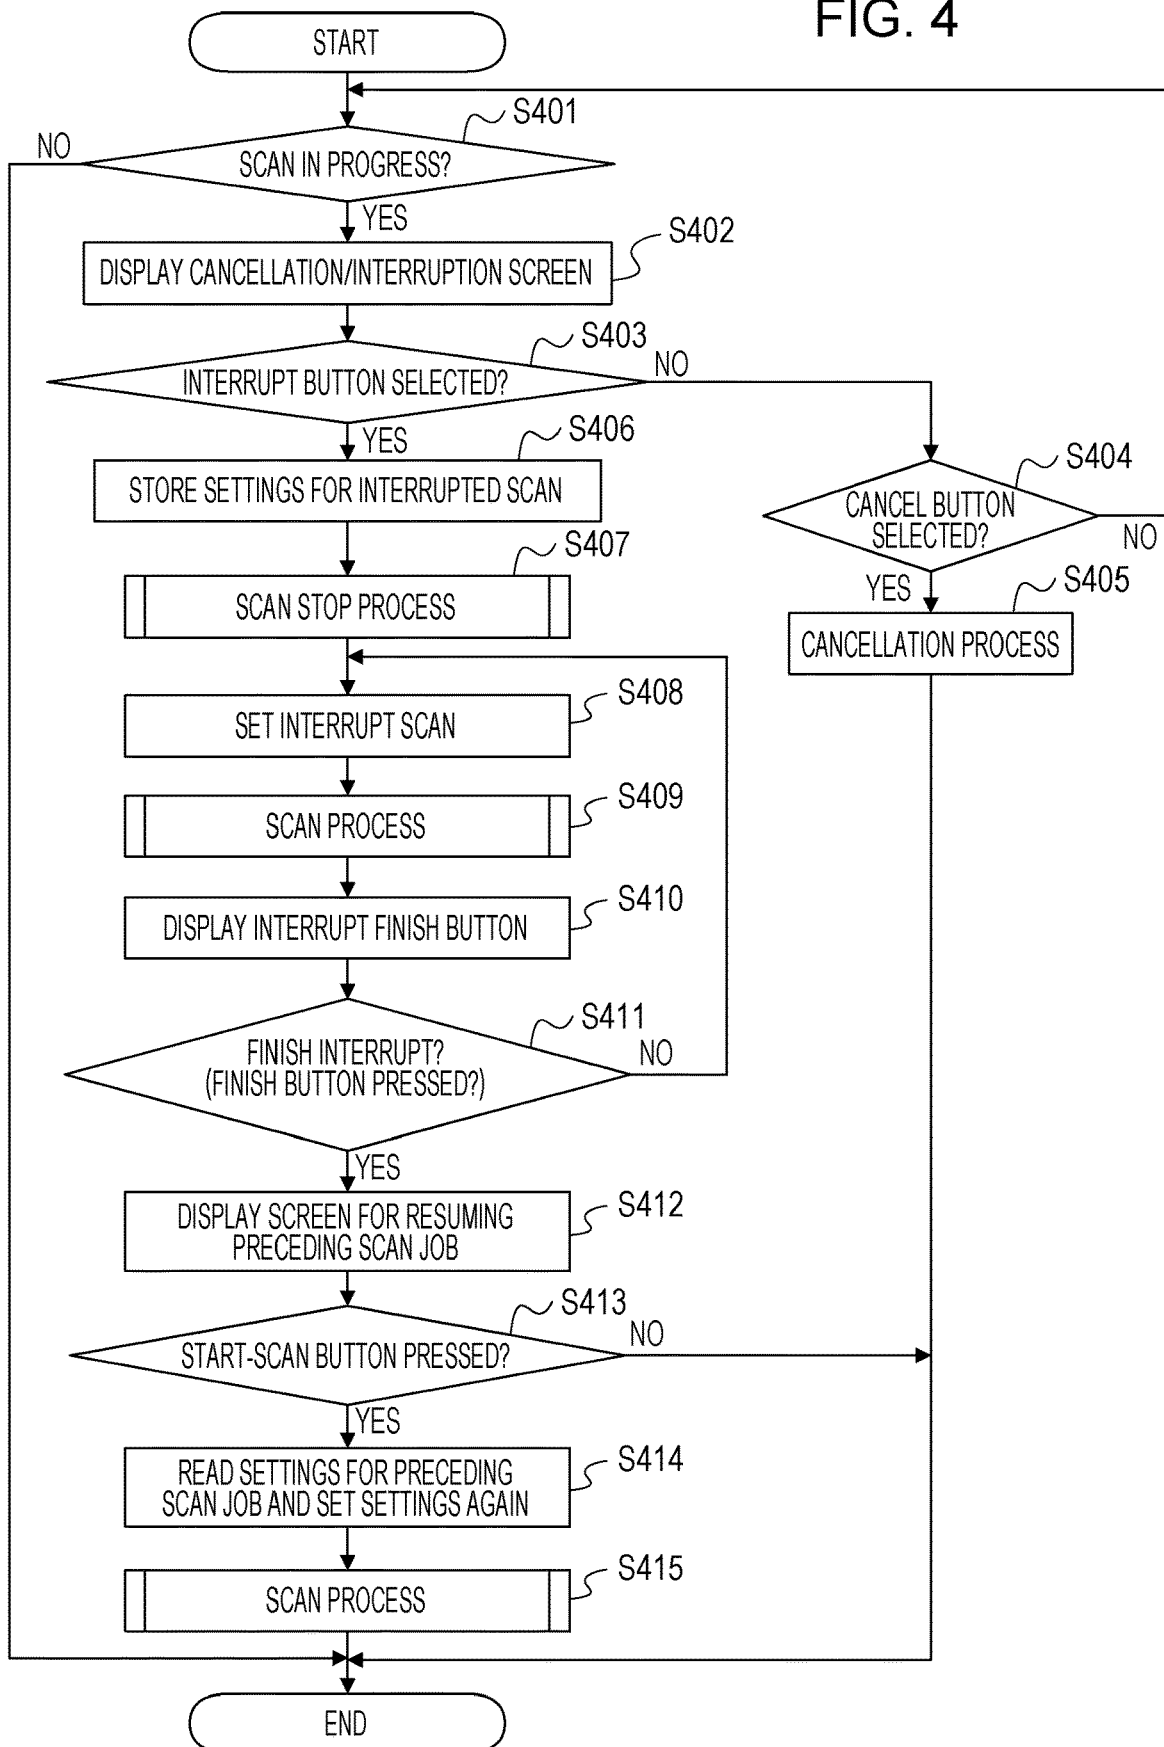 FIG. 4
START
S401
NO
SCAN IN PROGRESS?
YES
S402
DISPLAY CANCELLATION/INTERRUPTION SCREEN
S403
NO
INTERRUPT BUTTON SELECTED?
YES
S406
STORE SETTINGS FOR INTERRUPTED SCAN
S404
CANCEL BUTTON
SELECTED?
NO
YES
S407
SCAN STOP PROCESS
S405
CANCELLATION PROCESS
S408
SET INTERRUPT SCAN
S409
SCAN PROCESS
S410
DISPLAY INTERRUPT FINISH BUTTON
S411
FINISH INTERRUPT?
(FINISH BUTTON PRESSED?)
NO
YES
S412
DISPLAY SCREEN FOR RESUMING
PRECEDING SCAN JOB
S413
NO
START-SCAN BUTTON PRESSED?
YES
S414
READ SETTINGS FOR PRECEDING
SCAN JOB AND SET SETTINGS AGAIN
S415
SCAN PROCESS
END